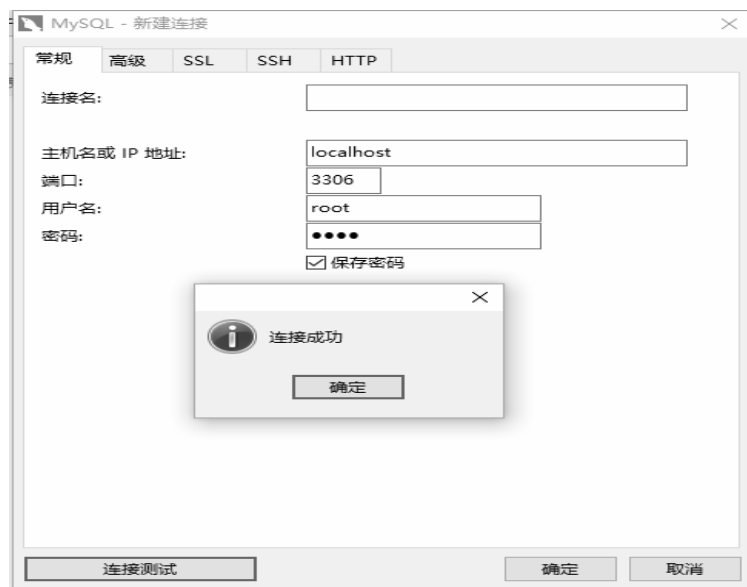 MySQL - 新建连接
常规 高级 SSL SSH HTTP
连接名:
主机名或 IP 地址: localhost
端口: 3306
用户名: root
密码: ●●●●
保存密码
连接成功
确定
连接测试 确定 取消